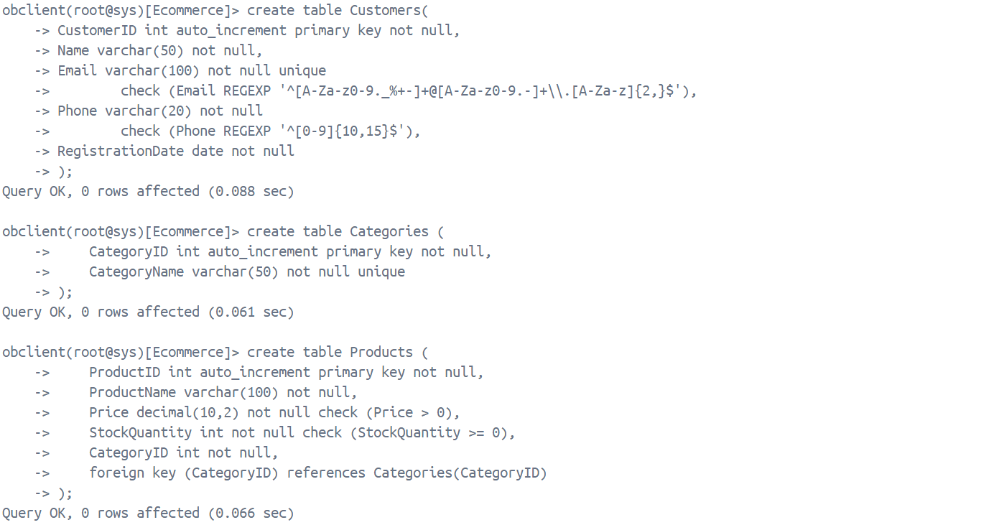 obclient(root@sys)[Ecommerce]> create table Customers(
    -> CustomerID int auto_increment primary key not null,
    -> Name varchar(50) not null,
    -> Email varchar(100) not null unique
    ->         check (Email REGEXP '^[A-Za-z0-9._%+-]+@[A-Za-z0-9.-]+\\.[A-Za-z]{2,}$'),
    -> Phone varchar(20) not null
    ->         check (Phone REGEXP '^[0-9]{10,15}$'),
    -> RegistrationDate date not null
    -> );
Query OK, 0 rows affected (0.088 sec)

obclient(root@sys)[Ecommerce]> create table Categories (
    ->     CategoryID int auto_increment primary key not null,
    ->     CategoryName varchar(50) not null unique
    -> );
Query OK, 0 rows affected (0.061 sec)

obclient(root@sys)[Ecommerce]> create table Products (
    ->     ProductID int auto_increment primary key not null,
    ->     ProductName varchar(100) not null,
    ->     Price decimal(10,2) not null check (Price > 0),
    ->     StockQuantity int not null check (StockQuantity >= 0),
    ->     CategoryID int not null,
    ->     foreign key (CategoryID) references Categories(CategoryID)
    -> );
Query OK, 0 rows affected (0.066 sec)